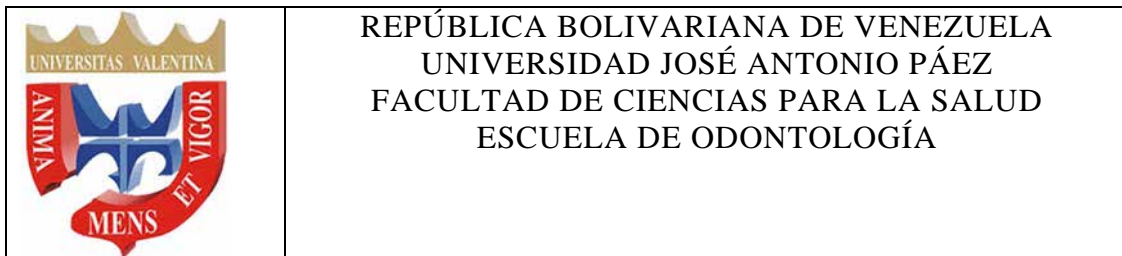 UNIVERSITAS VALENTINA
ANIMA
MENS
ET
VIGOR
REPÚBLICA BOLIVARIANA DE VENEZUELA
UNIVERSIDAD JOSÉ ANTONIO PÁEZ
FACULTAD DE CIENCIAS PARA LA SALUD
ESCUELA DE ODONTOLOGÍA